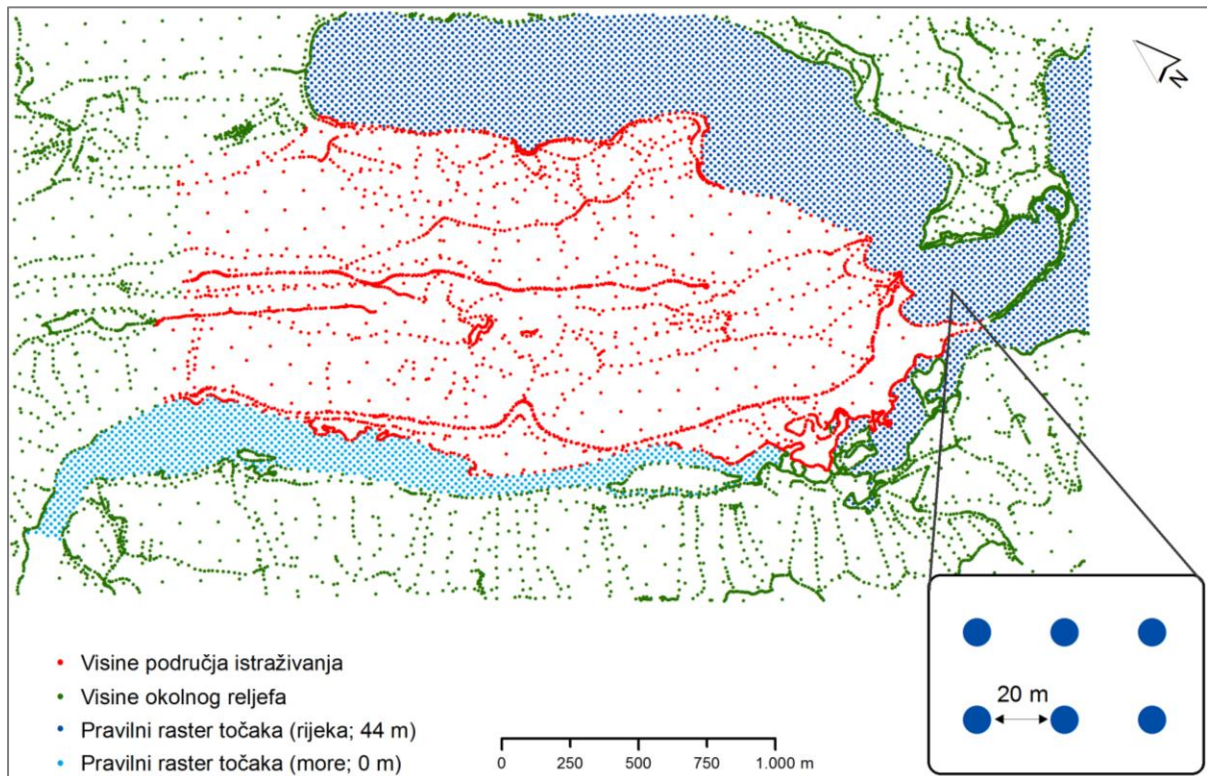 N
Visine područja istraživanja
Visine okolnog reljefa
Pravilni raster točaka (rijeka; 44 m)
Pravilni raster točaka (more; 0 m)
0 250 500 750 1.000 m
20 m